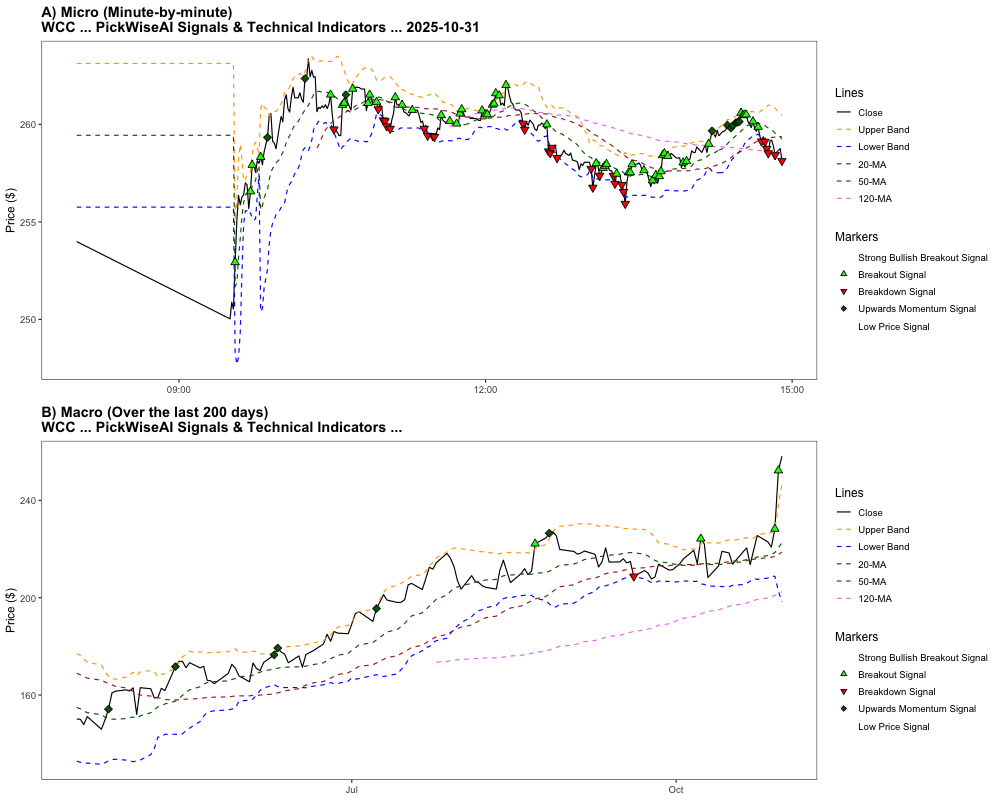 A) Micro (Minute-by-minute)
WCC ... PickWiseAI Signals & Technical Indicators ... 2025-10-31
Price ($)
260
255
250
09:00
12:00
15:00
Lines
Close
Upper Band
Lower Band
20-MA
50-MA
120-MA
Markers
Strong Bullish Breakout Signal
Breakout Signal
Breakdown Signal
Upwards Momentum Signal
Low Price Signal
B) Macro (Over the last 200 days)
WCC ... PickWiseAI Signals & Technical Indicators ...
Price ($)
240
200
160
Jul
Oct
Lines
Close
Upper Band
Lower Band
20-MA
50-MA
120-MA
Markers
Strong Bullish Breakout Signal
Breakout Signal
Breakdown Signal
Upwards Momentum Signal
Low Price Signal